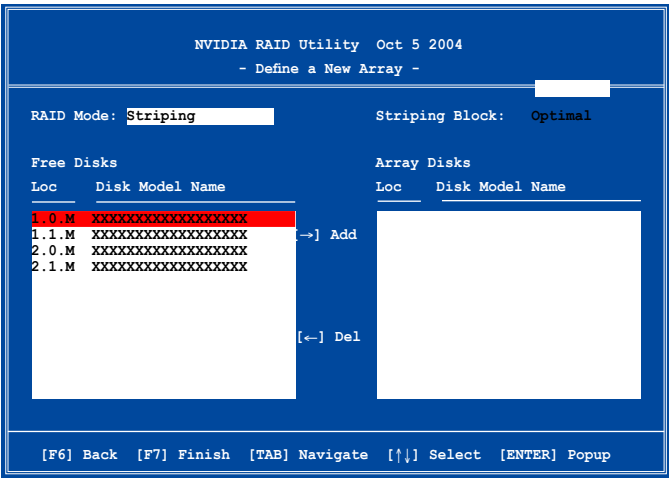 NVIDIA RAID Utility Oct 5 2004
- Define a New Array -
RAID Mode: Striping
Striping Block: Optimal
Free Disks
Loc Disk Model Name
1.0.M XXXXXXXXXXXXXXXXXX
1.1.M XXXXXXXXXXXXXXXXXX
2.0.M XXXXXXXXXXXXXXXXXX
2.1.M XXXXXXXXXXXXXXXXXX
[→] Add
[←] Del
Array Disks
Loc Disk Model Name
[F6] Back [F7] Finish [TAB] Navigate [↑↓] Select [ENTER] Popup